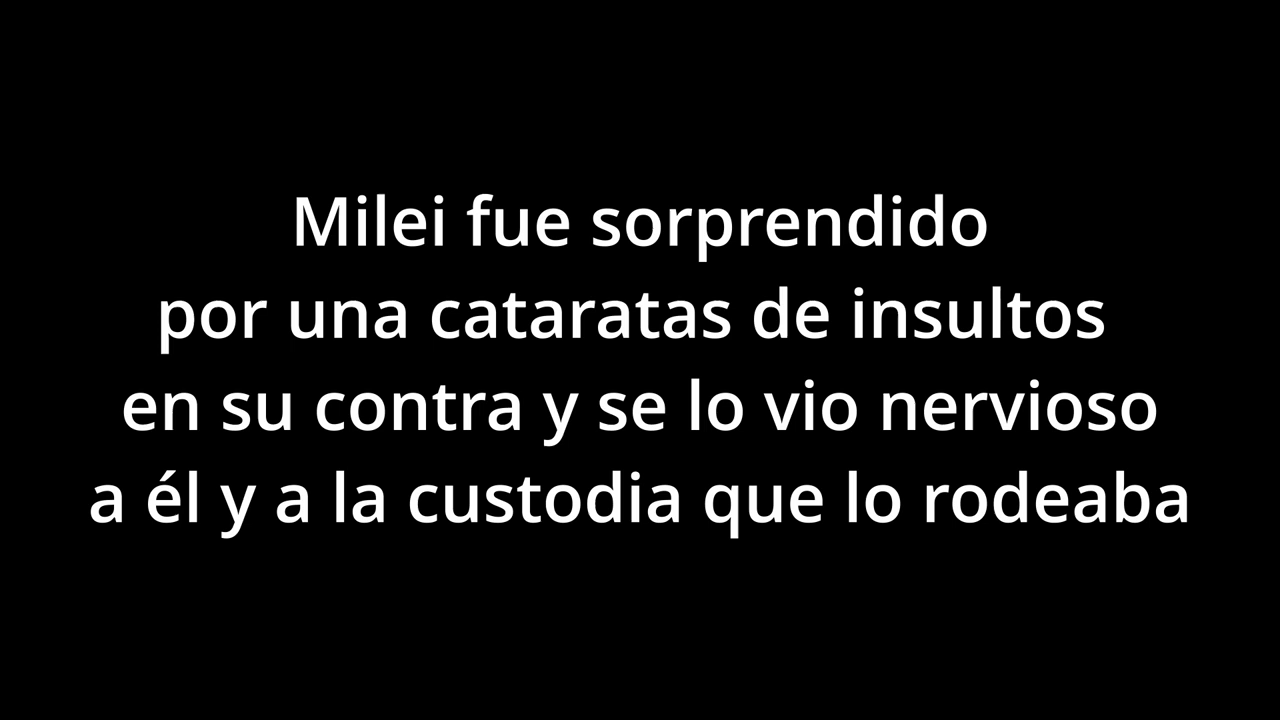 Milei fue sorprendido
por una cataratas de insultos
en su contra y se lo vio nervioso
a él y a la custodia que lo rodeaba